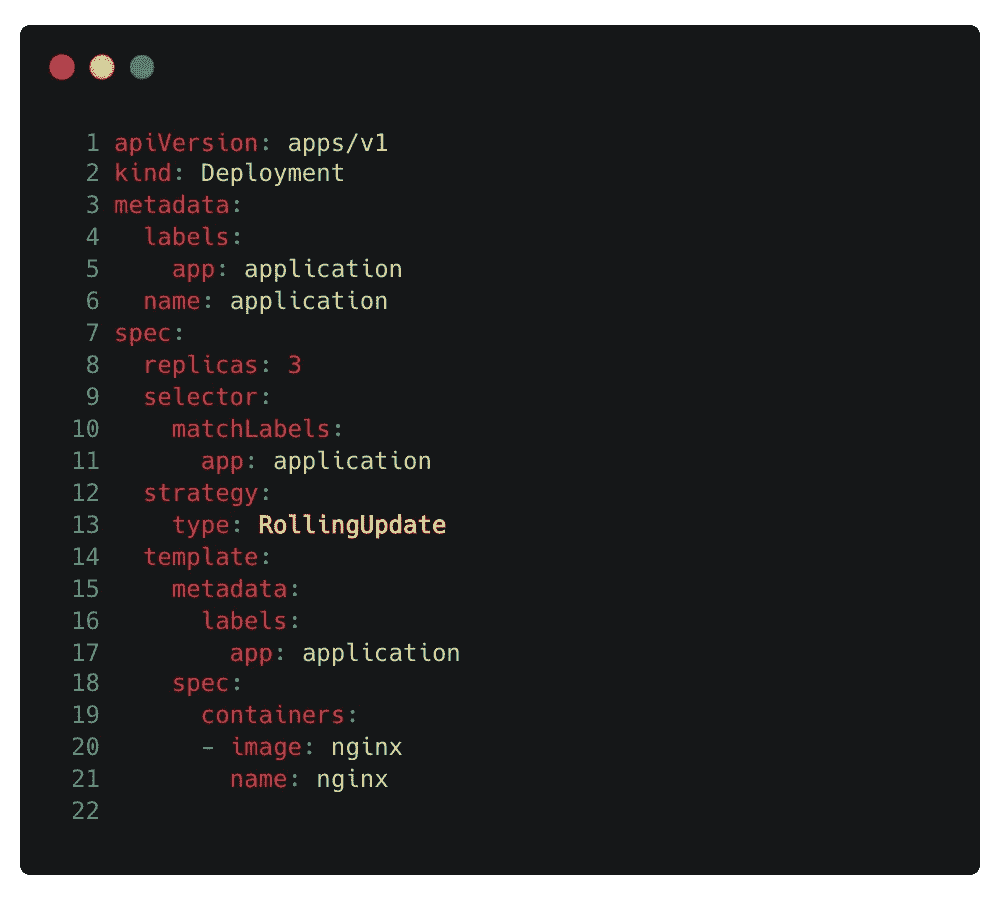 1 apiVersion: apps/v1
2 kind: Deployment
3 metadata:
4   labels:
5     app: application
6   name: application
7 spec:
8   replicas: 3
9   selector:
10     matchLabels:
11       app: application
12   strategy:
13     type: RollingUpdate
14   template:
15     metadata:
16       labels:
17         app: application
18     spec:
19       containers:
20       - image: nginx
21         name: nginx
22